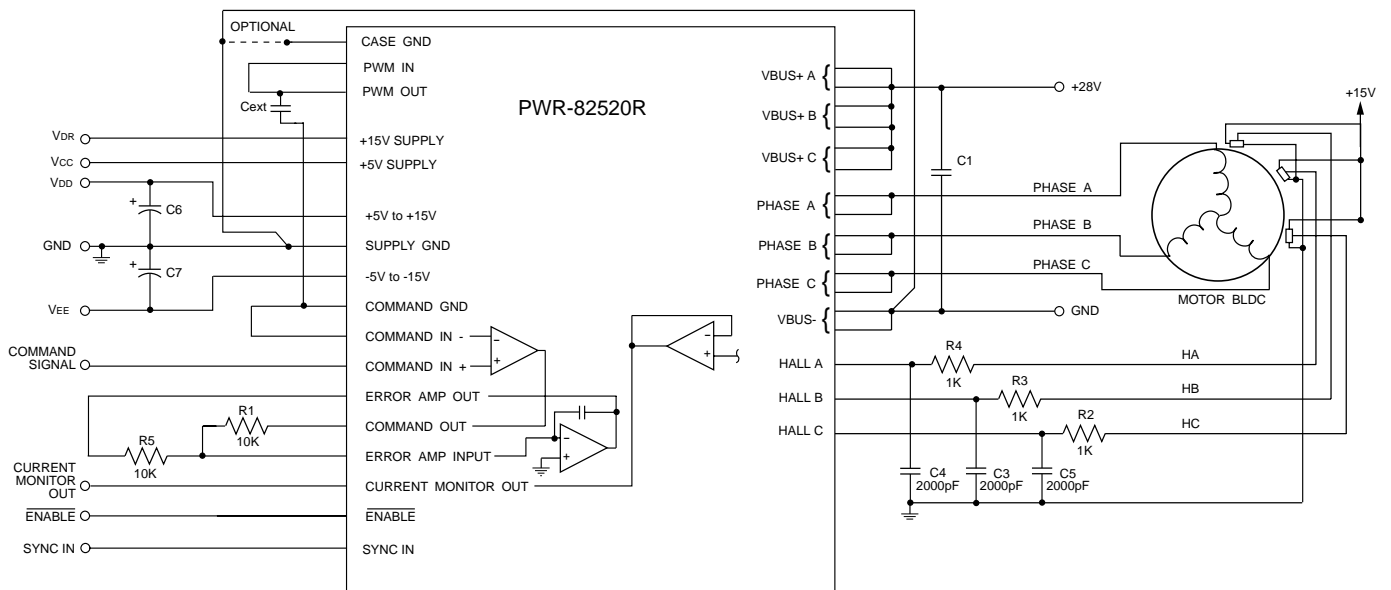 OPTIONAL
CASE GND
PWM IN
PWM OUT
Cext
PWR-82520R
VDR
+15V SUPPLY
VCC
+5V SUPPLY
VDD
+
C6
+5V to +15V
GND
SUPPLY GND
+
C7
-5V to -15V
VEE
COMMAND GND
COMMAND IN -
COMMAND
SIGNAL
COMMAND IN +
−
+
ERROR AMP OUT
R1
10K
COMMAND OUT
R5
10K
ERROR AMP INPUT
−
+
CURRENT
MONITOR
OUT
CURRENT MONITOR OUT
−
+
ENABLE
ENABLE
SYNC IN
SYNC IN
VBUS+ A {
VBUS+ B {
VBUS+ C {
PHASE A {
PHASE B {
PHASE C {
VBUS- {
HALL A
HALL B
HALL C
+28V
C1
PHASE A
PHASE B
PHASE C
GND
+15V
MOTOR BLDC
R4
1K
HA
R3
1K
HB
R2
1K
HC
C4
2000pF
C3
2000pF
C5
2000pF